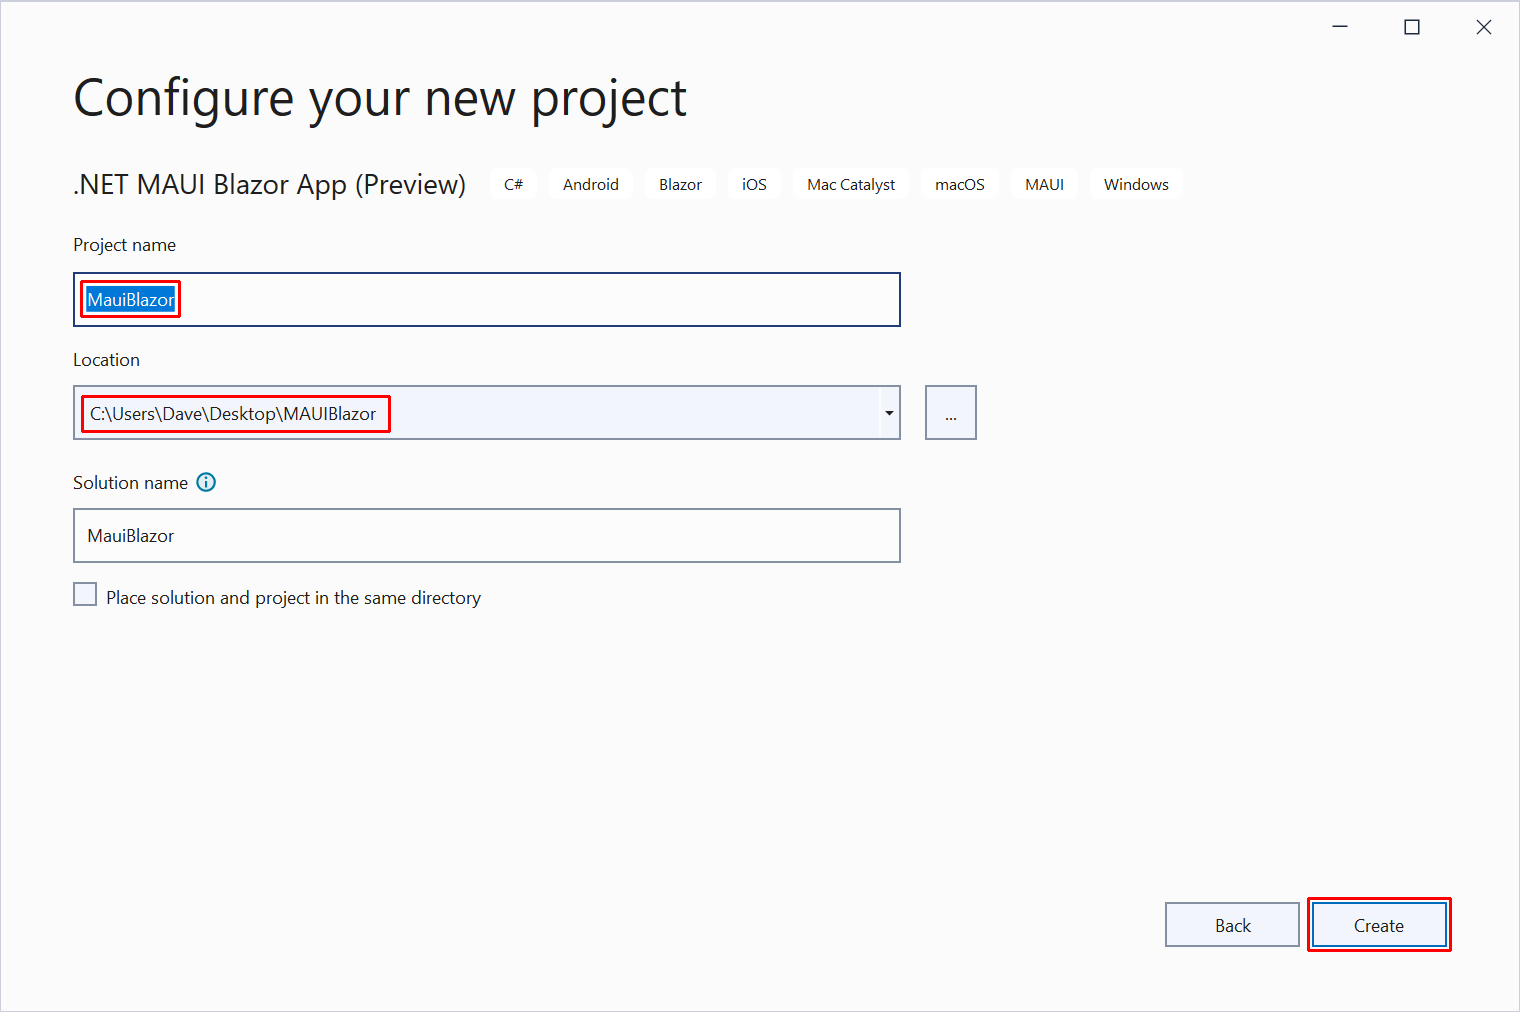 Configure your new project
.NET MAUI Blazor App (Preview) C# Android Blazor iOS Mac Catalyst macOS MAUI Windows
Project name
MauiBlazor
Location
C:\Users\Dave\Desktop\MAUIBlazor ...
Solution name
MauiBlazor
Place solution and project in the same directory
Back Create